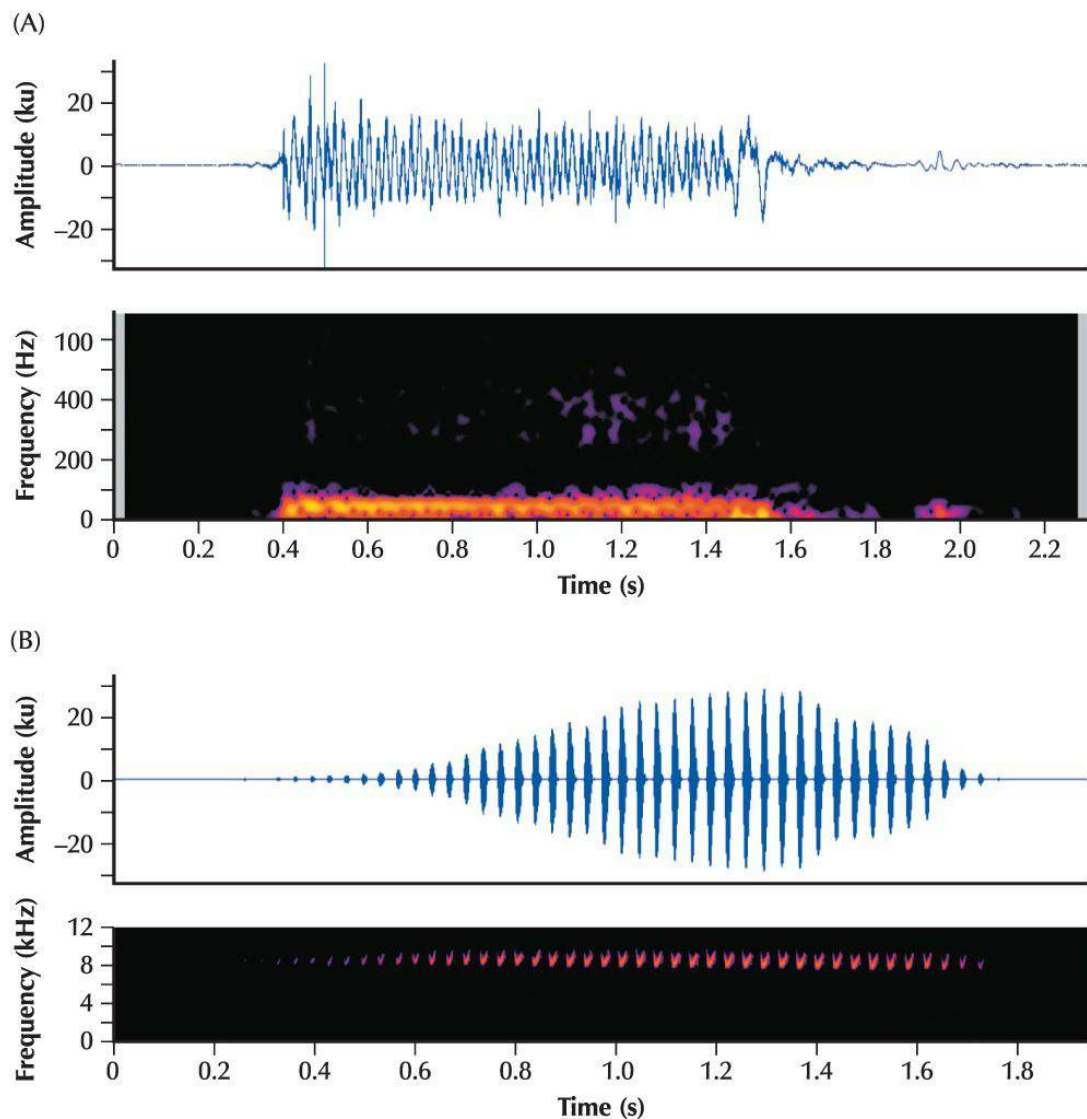 (A)
Amplitude (ku)
20
0
–20
Frequency (Hz)
100
400
200
0
0 0.2 0.4 0.6 0.8 1.0 1.2 1.4 1.6 1.8 2.0 2.2
Time (s)
(B)
Amplitude (ku)
20
0
–20
Frequency (kHz)
12
8
4
0
0 0.2 0.4 0.6 0.8 1.0 1.2 1.4 1.6 1.8
Time (s)